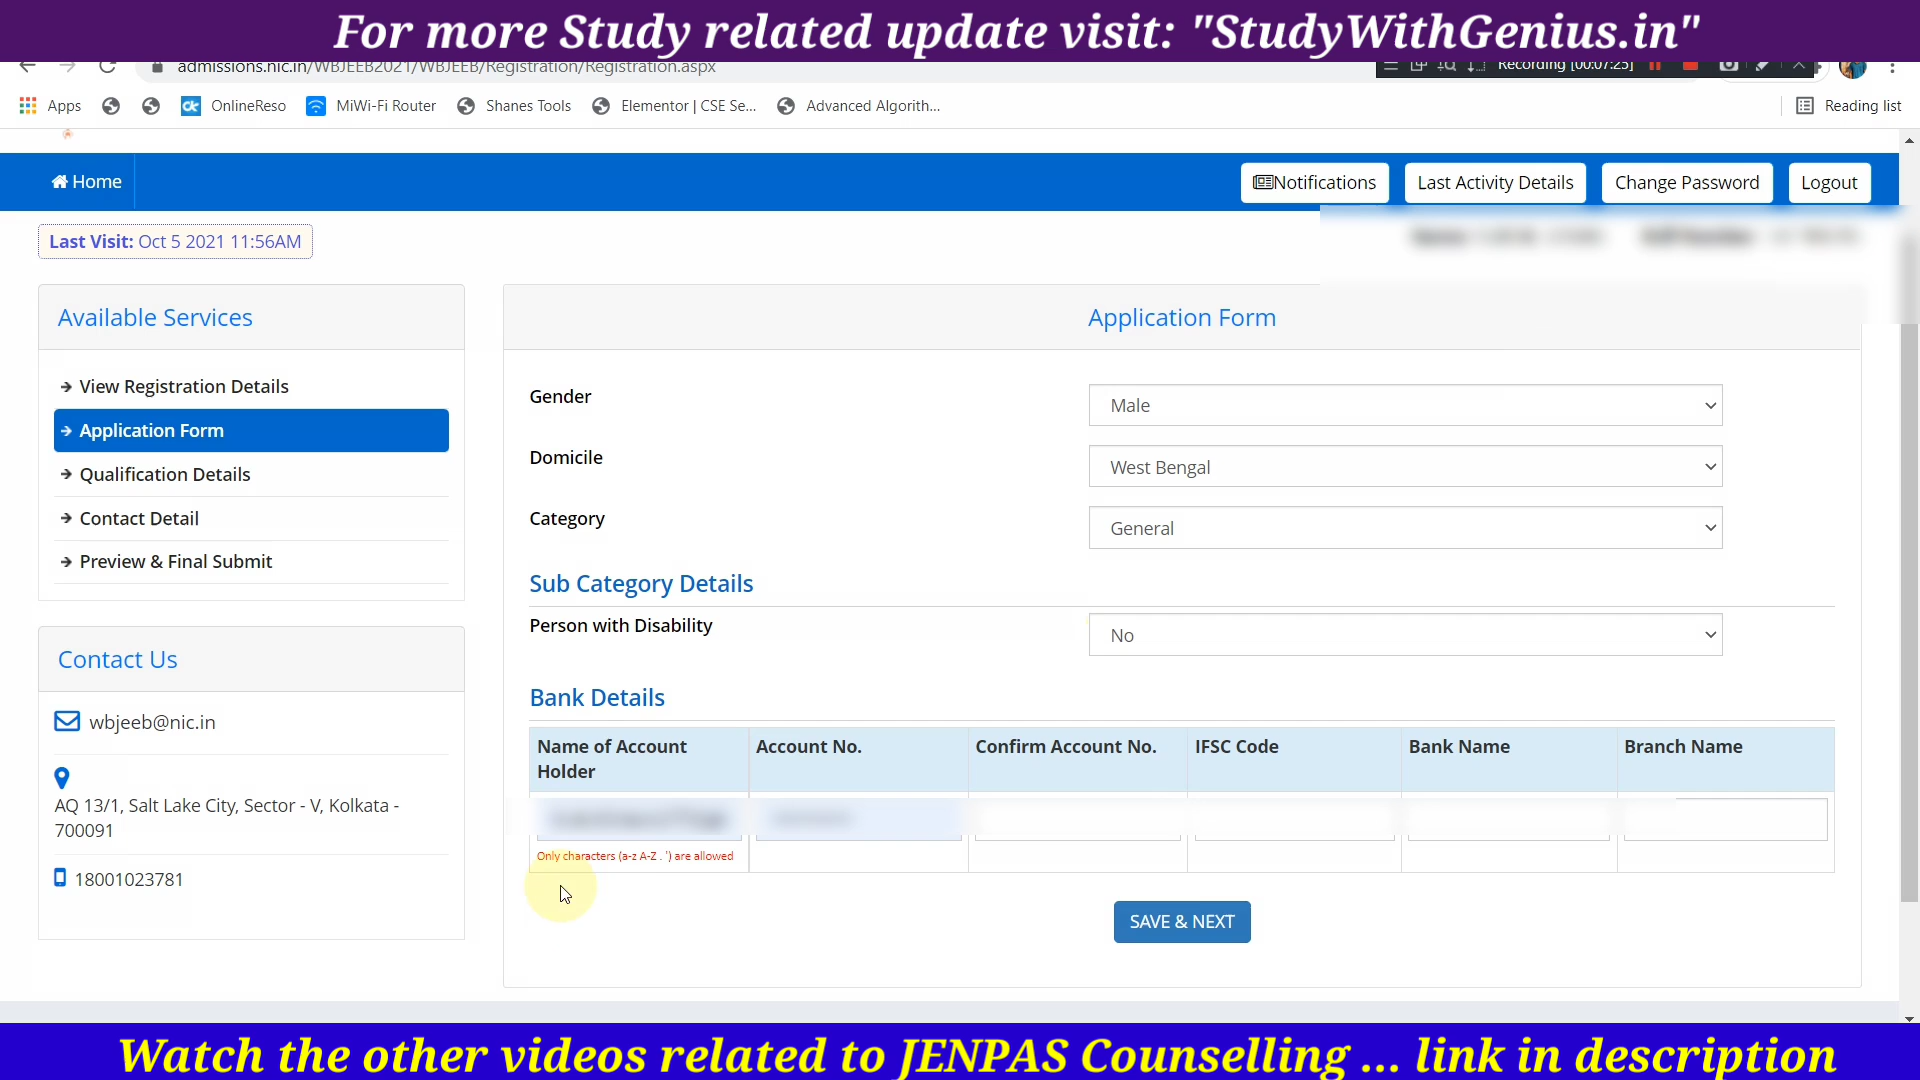 For more Study related update visit: "StudyWithGenius.in"
admissions.nic.in/WBJEEB2021/WBJEEB/Registration/Registration.aspx
Recording [00:07:25]
Apps
OnlineReso
MiWi-Fi Router
Shanes Tools
Elementor | CSE Se...
Advanced Algorith...
Reading list
Home
Notifications
Last Activity Details
Change Password
Logout
Last Visit: Oct 5 2021 11:56AM
Available Services
View Registration Details
Application Form
Qualification Details
Contact Detail
Preview & Final Submit
Contact Us
wbjeeb@nic.in
AQ 13/1, Salt Lake City, Sector - V, Kolkata -
700091
18001023781
Application Form
Gender
Male
Domicile
West Bengal
Category
General
Sub Category Details
Person with Disability
No
Bank Details
Name of Account
Holder
Account No.
Confirm Account No.
IFSC Code
Bank Name
Branch Name
Only characters (a-z A-Z . ') are allowed
SAVE & NEXT
Watch the other videos related to JENPAS Counselling ... link in description